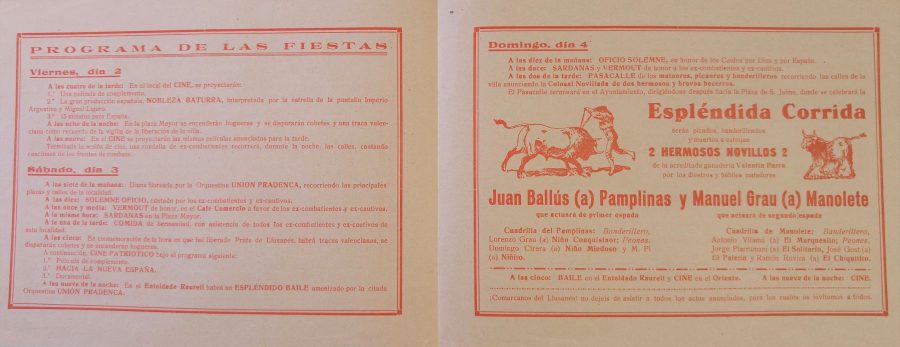 PROGRAMA DE LAS FIESTAS
Viernes, día 2
A las cuatro de la tarde: En el local del CINE, se proyectarán:
1.º Una película de complemento.
2.º La gran producción española, NOBLEZA BATURRA, interpretada por la estrella de la pantalla Imperio
Argentina y Miguel Ligero.
3.º 15 minutos para España.
A las ocho de la noche: En la plaza Mayor se encenderán hogueras y se dispararán cohetes y una traca valen-
ciana como recuerdo de la vigilia de la liberación de la villa.
A las nueve: En el CINE se proyectarán las mismas películas anunciadas para la tarde.
Terminada la sesión de cine, una rondalla de ex-combatientes recorrerá, durante la noche, las calles, cantando
canciones de los frentes de combate.
Sábado, día 3
A las siete de la mañana: Diana floreada por la Orquestina UNION PRADENCA, recorriendo las principales
plazas y calles de la localidad.
A las diez: SOLEMNE OFICIO, cantado por los ex-combatientes y ex-cautivos.
A las once y media: VERMOUT de honor, en el Café Comercio a favor de los ex-combatientes y ex-cautivos.
A la misma hora: SARDANAS en la Plaza Mayor.
A la una de la tarde: COMIDA de hermandad, con asistencia de todos los ex-combatientes y ex-cautivos de
esta localidad.
A las cinco: En conmemoración de la hora en que fué liberado Prats de Llusanés, habrá tracas valencianas, se
dispararán cohetes y se encenderán hogueras.
A continuación, CINE PATRIOTICO bajo el programa siguiente:
1.º Película de complemento.
2.º HACIA LA NUEVA ESPAÑA.
3.º Documental.
A las nueve de la noche: En el Entoldado Reurell habrá un ESPLÉNDIDO BAILE amenizado por la citada
Orquestina UNION PRADENCA.
Domingo, día 4
A las diez de la mañana: OFICIO SOLEMNE, en honor de los Caídos por Dios y por España.
A las doce: SARDANAS y VERMOUT de honor a los ex-combatientes y ex-cautivos.
A las dos de la tarde: PASACALLE de los matadores, picadores y banderilleros recorriendo las calles de la
villa anunciando la Colosal Novillada de dos hermosos y bravos becerros.
El Pasacalle terminará en el Ayuntamiento, dirigiéndose después hacia la Plaza de S. Jaime, donde se celebrará la
Espléndida Corrida
serán picados, banderilleados
y muertos a estoque
2 HERMOSOS NOVILLOS 2
de la acreditada ganadería Valentín Parra
por los diestros y hábiles matadores
Juan Ballús (a) Pamplinas y Manuel Grau (a) Manolete
que actuará de primer espada que actuará de segundo espada
Cuadrilla del Pamplinas: Banderillero,
Lorenzo Grau (a) Niño Conquistaor; Peones,
Domingo Cirera (a) Niño Miedoso y M. Pi
(a) Niñito.
Cuadrilla de Manolete: Banderillero,
Antonio Vilamú (a) El Marquesito; Peones,
Jorge Pfarramani (a) El Solitario, José Gost (a)
El Paletín y Ramón Rovira (a) El Chiquitico.
A las cinco: BAILE en el Entoldado Reurell y CINE en el Oriente. A las nueve de la noche: CINE.
¡Comarcanos del Llusanés! no dejéis de asistir a todos los actos anunciados, para los cuales os invitamos a todos.